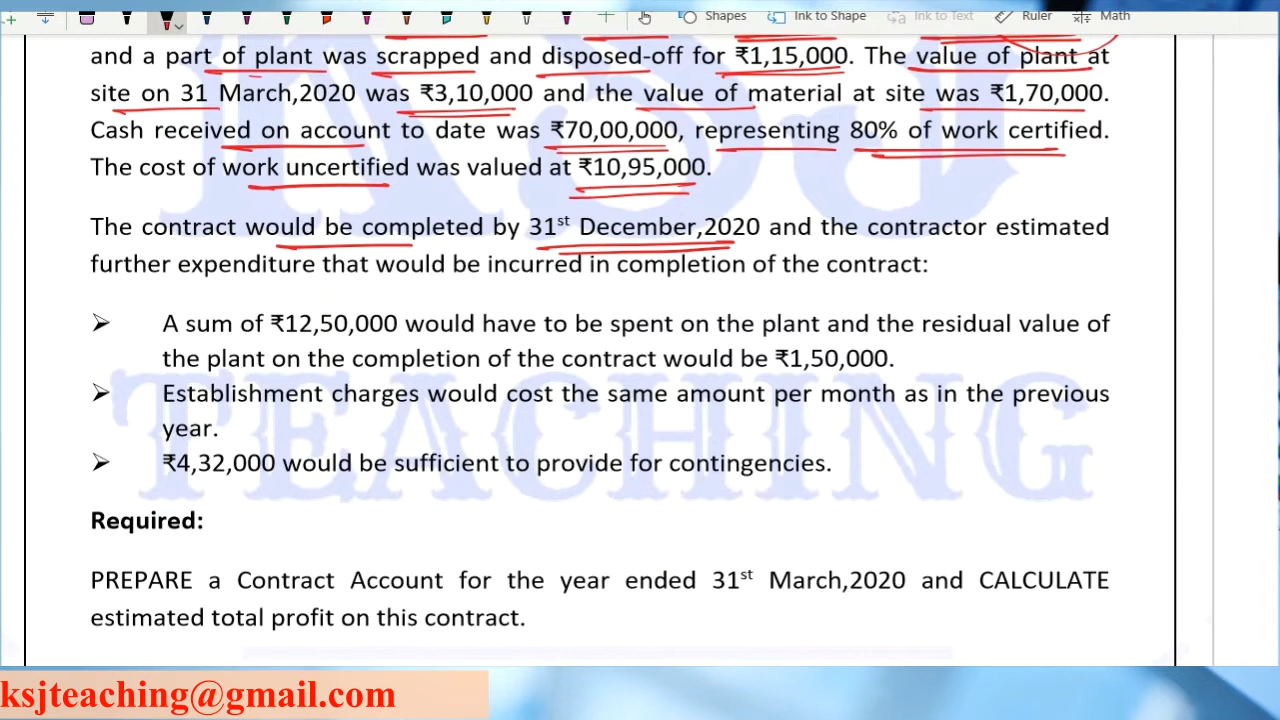 Shapes Ink to Shape Ink to Text Ruler Math
and a part of plant was scrapped and disposed-off for ₹1,15,000. The value of plant at
site on 31 March,2020 was ₹3,10,000 and the value of material at site was ₹1,70,000.
Cash received on account to date was ₹70,00,000, representing 80% of work certified.
The cost of work uncertified was valued at ₹10,95,000.
The contract would be completed by 31st December,2020 and the contractor estimated
further expenditure that would be incurred in completion of the contract:
➢ A sum of ₹12,50,000 would have to be spent on the plant and the residual value of
the plant on the completion of the contract would be ₹1,50,000.
➢ Establishment charges would cost the same amount per month as in the previous
year.
➢ ₹4,32,000 would be sufficient to provide for contingencies.
TEACHING
Required:
PREPARE a Contract Account for the year ended 31st March,2020 and CALCULATE
estimated total profit on this contract.
ksjteaching@gmail.com